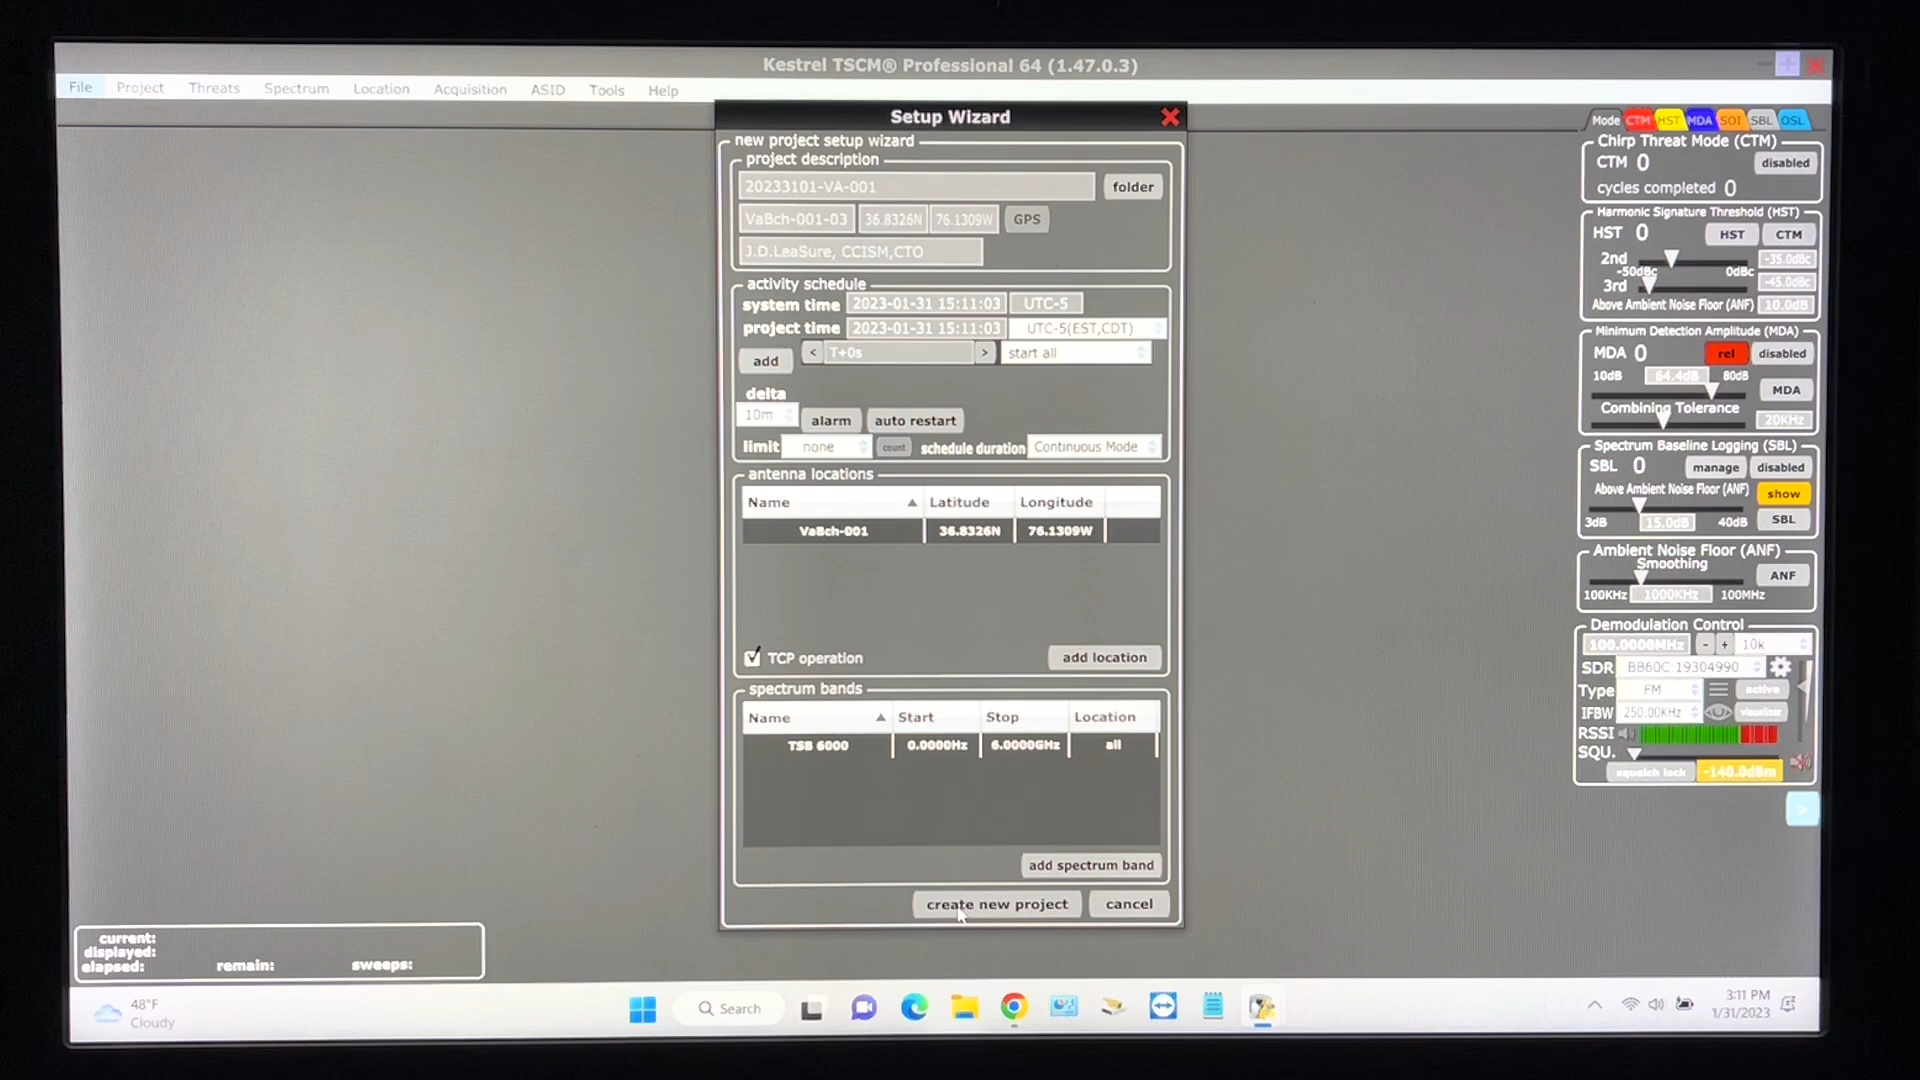 Kestrel TSCM® Professional 64 (1.47.0.3)
File Project Threats Spectrum Location Acquisition ASID Tools Help
Setup Wizard
new project setup wizard
project description
20233101-VA-001 folder
VaBch-001-03 36.8326N 76.1309W GPS
J.D.LeaSure, CCISM,CTO
activity schedule
system time 2023-01-31 15:11:03 UTC-5
project time 2023-01-31 15:11:03 UTC-5(EST,CDT)
add < T+0s > start all
delta
10m alarm auto restart
limit none count schedule duration Continuous Mode
antenna locations
Name Latitude Longitude
VaBch-001 36.8326N 76.1309W
TCP operation add location
spectrum bands
Name Start Stop Location
TSB 6000 0.0000Hz 6.0000GHz all
add spectrum band
create new project cancel
Mode CTM HST MDA SOI SBL OSL
Chirp Threat Mode (CTM)
CTM 0 disabled
cycles completed 0
Harmonic Signature Threshold (HST)
HST 0 HST CTM
2nd -35.0dBc
-50dBc 0dBc
3rd -45.0dBc
Above Ambient Noise Floor (ANF) 10.0dB
Minimum Detection Amplitude (MDA)
MDA 0 rel disabled
10dB 64.4dB 80dB MDA
Combining Tolerance 20KHz
Spectrum Baseline Logging (SBL)
SBL 0 manage disabled
Above Ambient Noise Floor (ANF) show
3dB 15.0dB 40dB SBL
Ambient Noise Floor (ANF)
Smoothing
ANF
100KHz 1000KHz 100MHz
Demodulation Control
100.0000MHz - + 10k
SDR BB60C 19304990
Type FM active
IFBW 250.00KHz visualizer
RSSI
SQU.
squelch lock -140.0dBm
>
current:
displayed:
elapsed: remain: sweeps:
48°F
Cloudy
Search
3:11 PM
1/31/2023